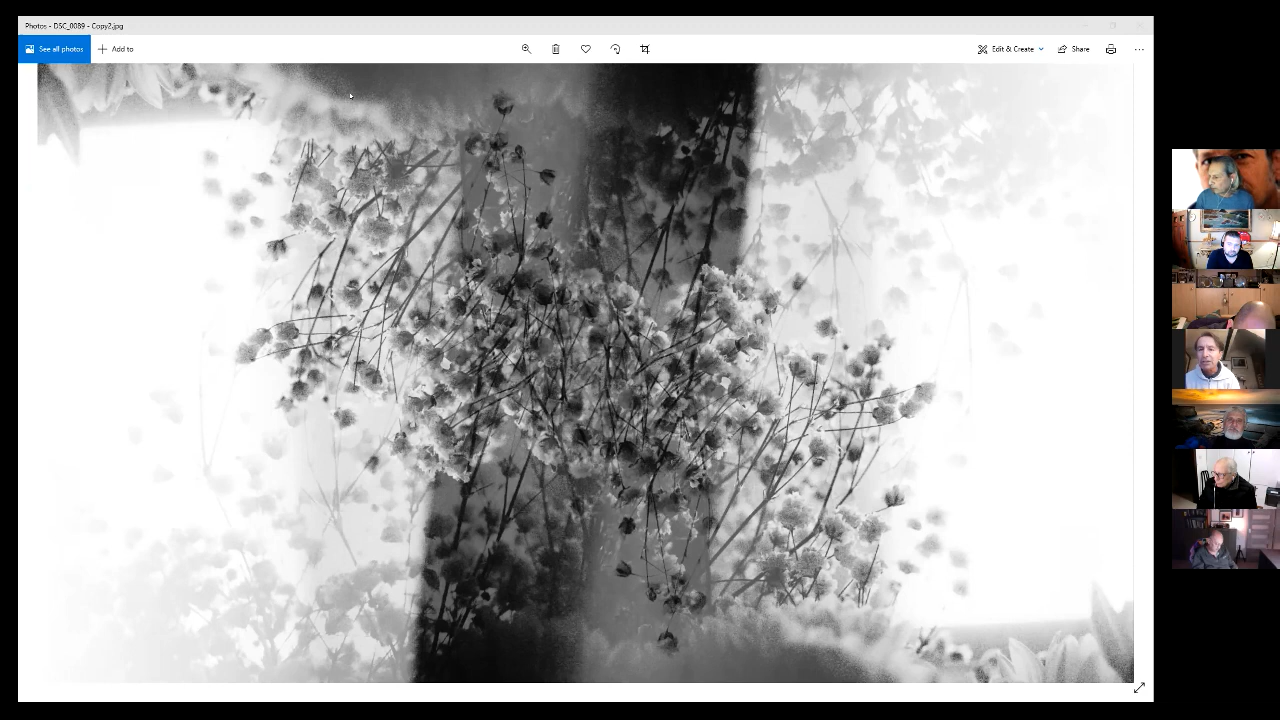 Photos - DSC_0089 - Copy2.jpg
See all photos
Add to
Edit & Create
Share